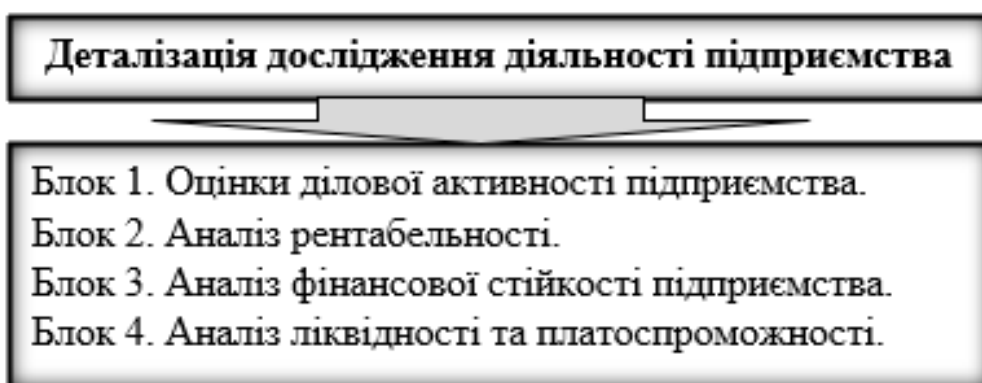 Деталізація дослідження діяльності підприємства
Блок 1. Оцінки ділової активності підприємства.
Блок 2. Аналіз рентабельності.
Блок 3. Аналіз фінансової стійкості підприємства.
Блок 4. Аналіз ліквідності та платоспроможності.